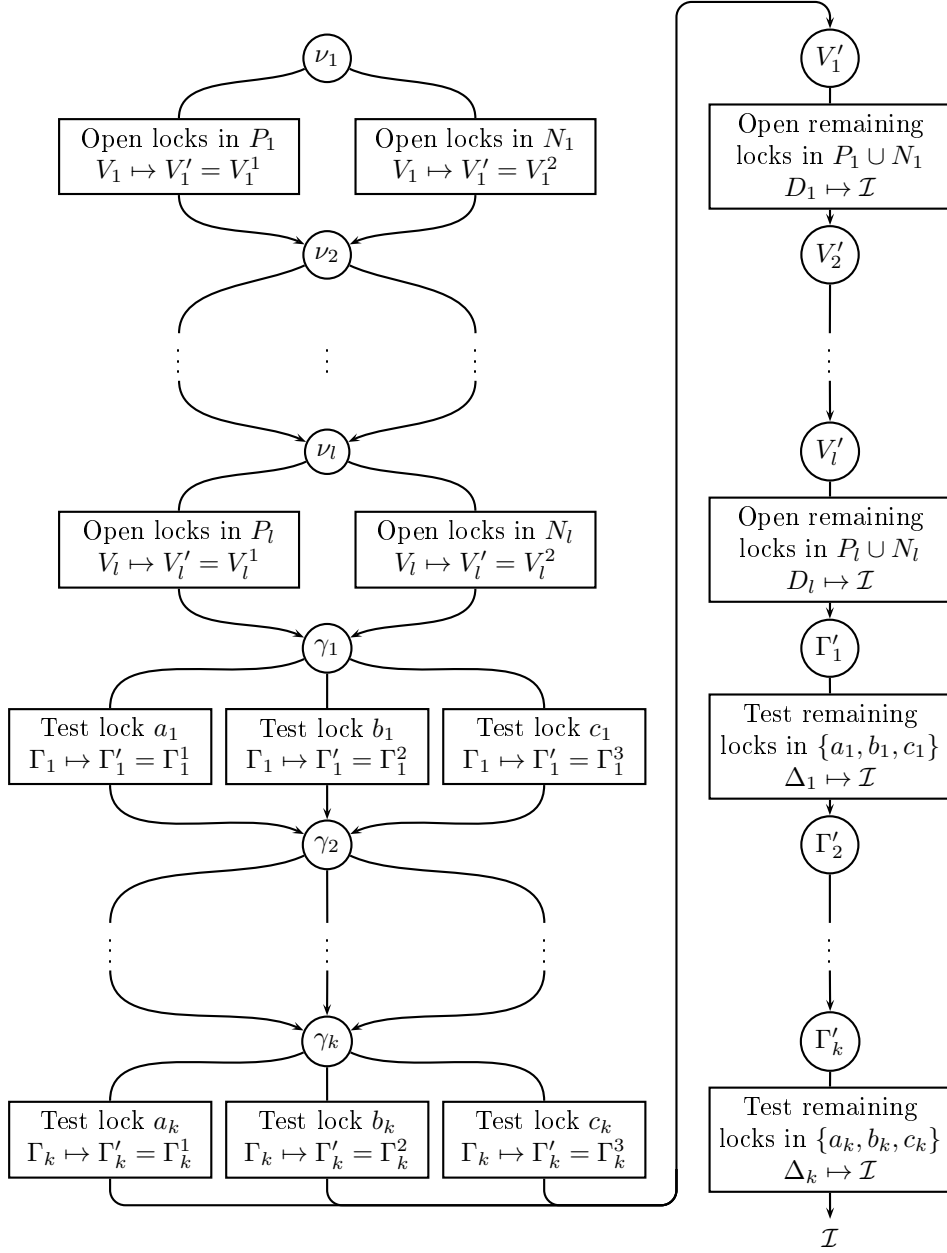 ν₁
Open locks in P₁
V₁ ↦ V₁′ = V₁¹
Open locks in N₁
V₁ ↦ V₁′ = V₁²
ν₂
⋮ ⋮ ⋮
νₗ
Open locks in Pₗ
Vₗ ↦ Vₗ′ = Vₗ¹
Open locks in Nₗ
Vₗ ↦ Vₗ′ = Vₗ²
γ₁
Test lock a₁
Γ₁ ↦ Γ₁′ = Γ₁¹
Test lock b₁
Γ₁ ↦ Γ₁′ = Γ₁²
Test lock c₁
Γ₁ ↦ Γ₁′ = Γ₁³
γ₂
⋮ ⋮ ⋮
γₖ
Test lock aₖ
Γₖ ↦ Γₖ′ = Γₖ¹
Test lock bₖ
Γₖ ↦ Γₖ′ = Γₖ²
Test lock cₖ
Γₖ ↦ Γₖ′ = Γₖ³
V₁′
Open remaining
locks in P₁ ∪ N₁
D₁ ↦ ℐ
V₂′
⋮
Vₗ′
Open remaining
locks in Pₗ ∪ Nₗ
Dₗ ↦ ℐ
Γ₁′
Test remaining
locks in {a₁, b₁, c₁}
Δ₁ ↦ ℐ
Γ₂′
⋮
Γₖ′
Test remaining
locks in {aₖ, bₖ, cₖ}
Δₖ ↦ ℐ
ℐ